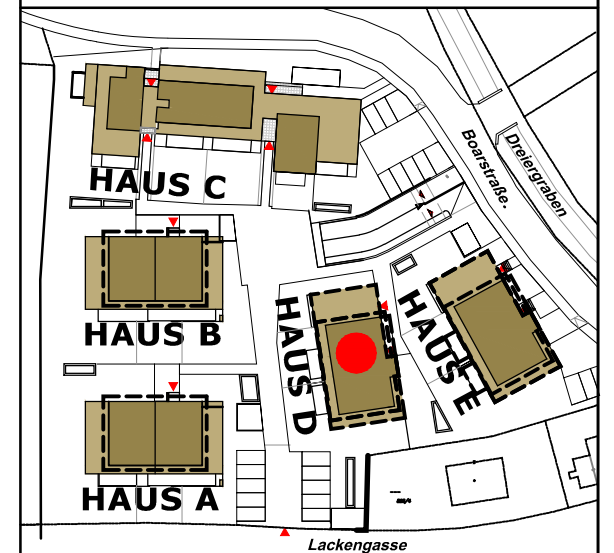 HAUS C
Boarstraße.
Dreiergraben
HAUS B
HAUS D
HAUS E
HAUS A
Lackengasse